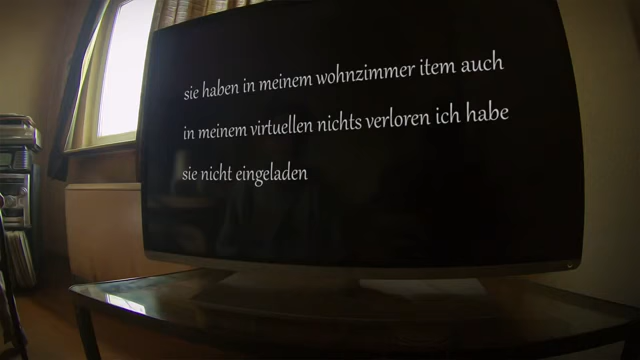 sie haben in meinem wohnzimmer item auch
in meinem virtuellen nichts verloren ich habe
sie nicht eingeladen